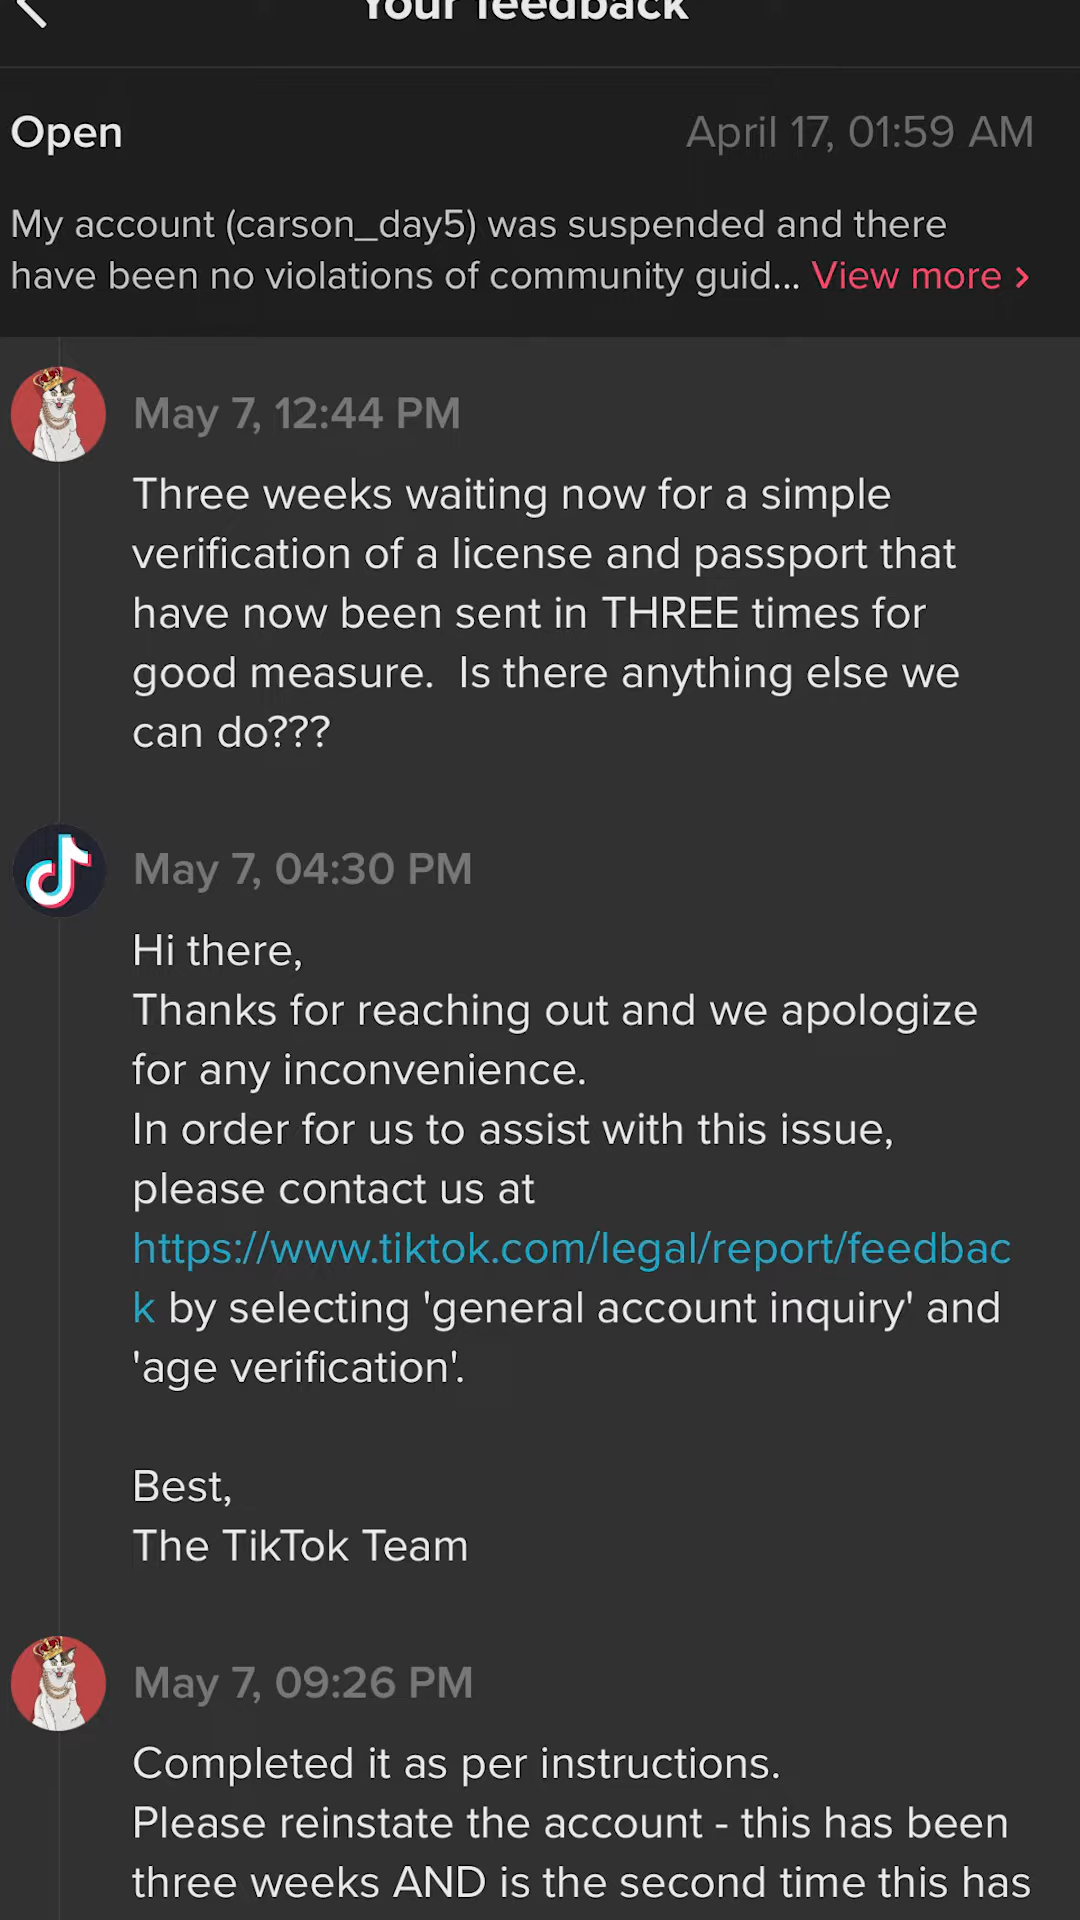 Your feedback
Open
April 17, 01:59 AM
My account (carson_day5) was suspended and there
have been no violations of community guid... View more >
May 7, 12:44 PM
Three weeks waiting now for a simple
verification of a license and passport that
have now been sent in THREE times for
good measure.  Is there anything else we
can do???
May 7, 04:30 PM
Hi there,
Thanks for reaching out and we apologize
for any inconvenience.
In order for us to assist with this issue,
please contact us at
https://www.tiktok.com/legal/report/feedbac
k by selecting 'general account inquiry' and
'age verification'.
Best,
The TikTok Team
May 7, 09:26 PM
Completed it as per instructions.
Please reinstate the account - this has been
three weeks AND is the second time this has